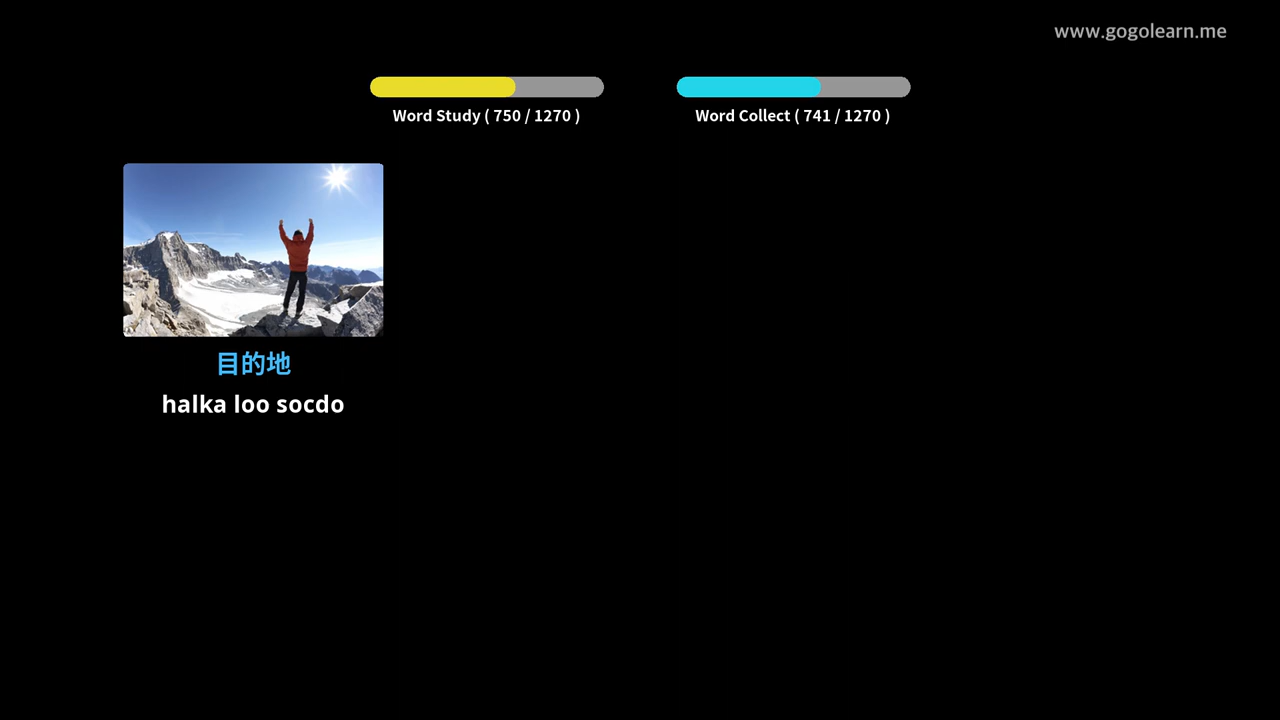 www.gogolearn.me
Word Study ( 750 / 1270 )
Word Collect ( 741 / 1270 )
目的地
halka loo socdo